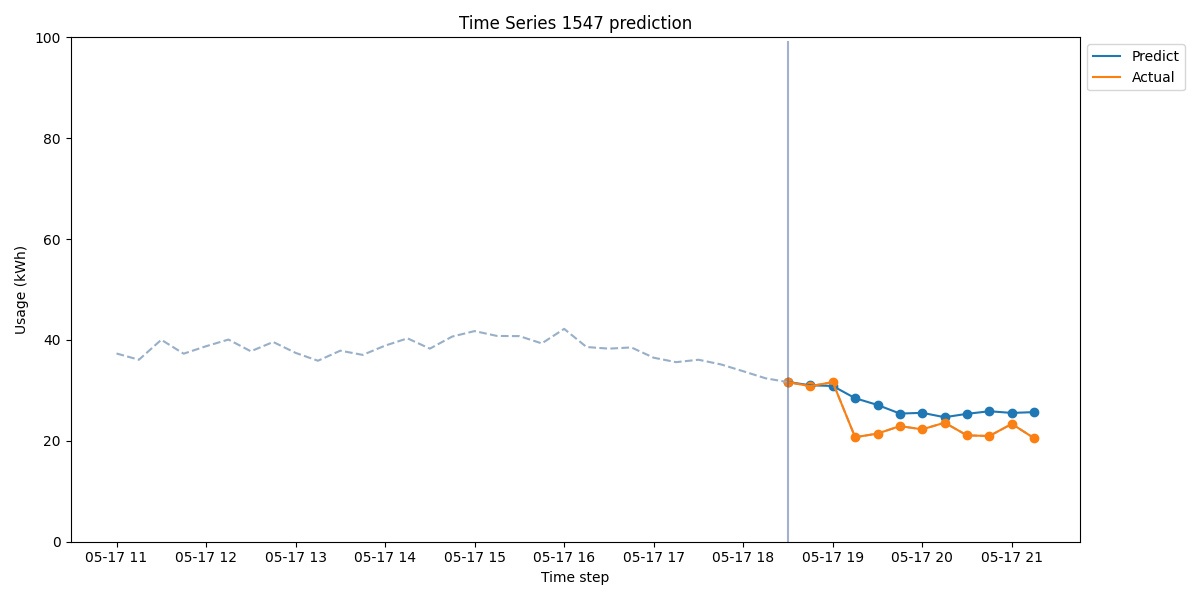 Time Series 1547 prediction
100
80
60
40
20
0
Usage (kWh)
05-17 11 05-17 12 05-17 13 05-17 14 05-17 15 05-17 16 05-17 17 05-17 18 05-17 19 05-17 20 05-17 21
Time step
Predict
Actual